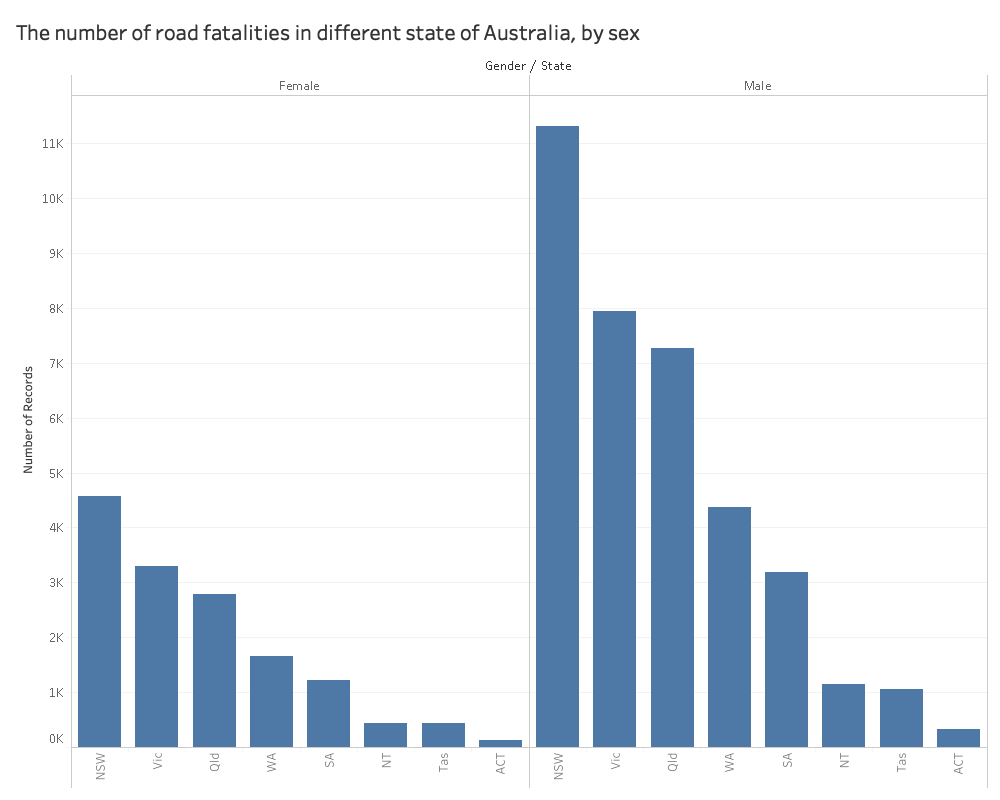 The number of road fatalities in different state of Australia, by sex
Gender / State
Female
Male
11K
10K
9K
8K
7K
6K
5K
4K
3K
2K
1K
0K
Number of Records
NSW
Vic
Qld
WA
SA
NT
Tas
ACT
NSW
Vic
Qld
WA
SA
NT
Tas
ACT